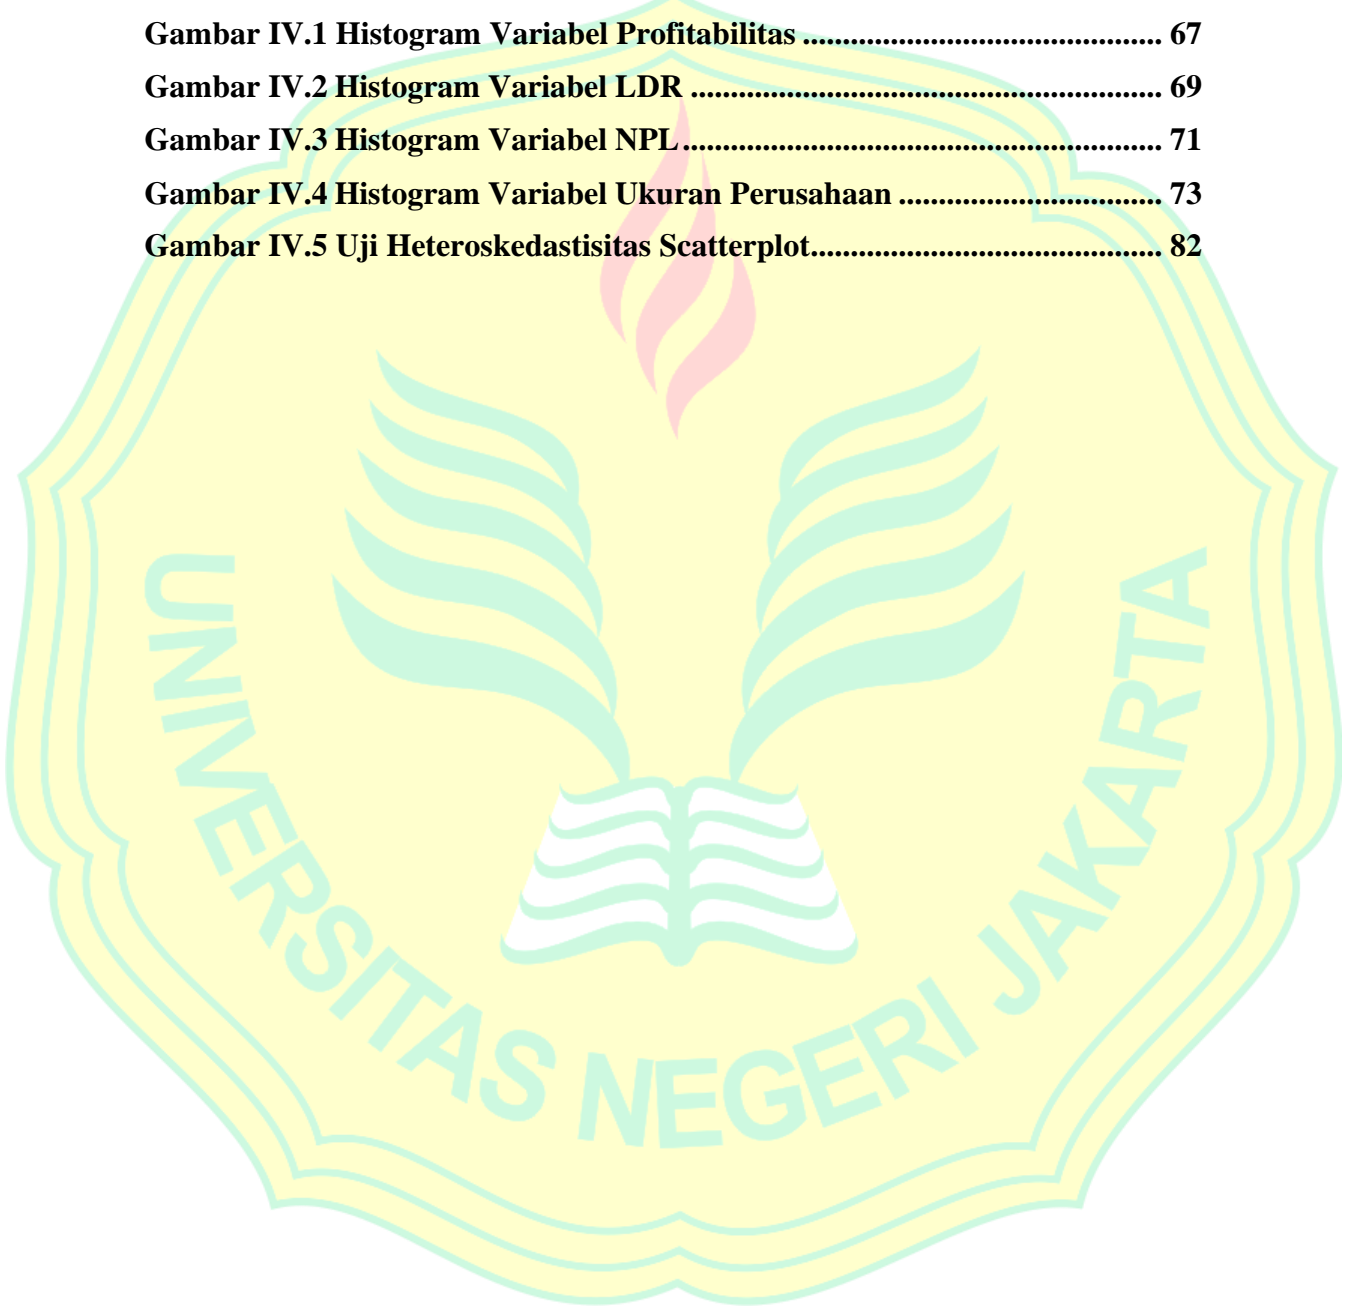 Gambar IV.1 Histogram Variabel Profitabilitas ............................................. 67
Gambar IV.2 Histogram Variabel LDR ........................................................... 69
Gambar IV.3 Histogram Variabel NPL ............................................................ 71
Gambar IV.4 Histogram Variabel Ukuran Perusahaan ................................. 73
Gambar IV.5 Uji Heteroskedastisitas Scatterplot............................................ 82
UNIVERSITAS NEGERI JAKARTA